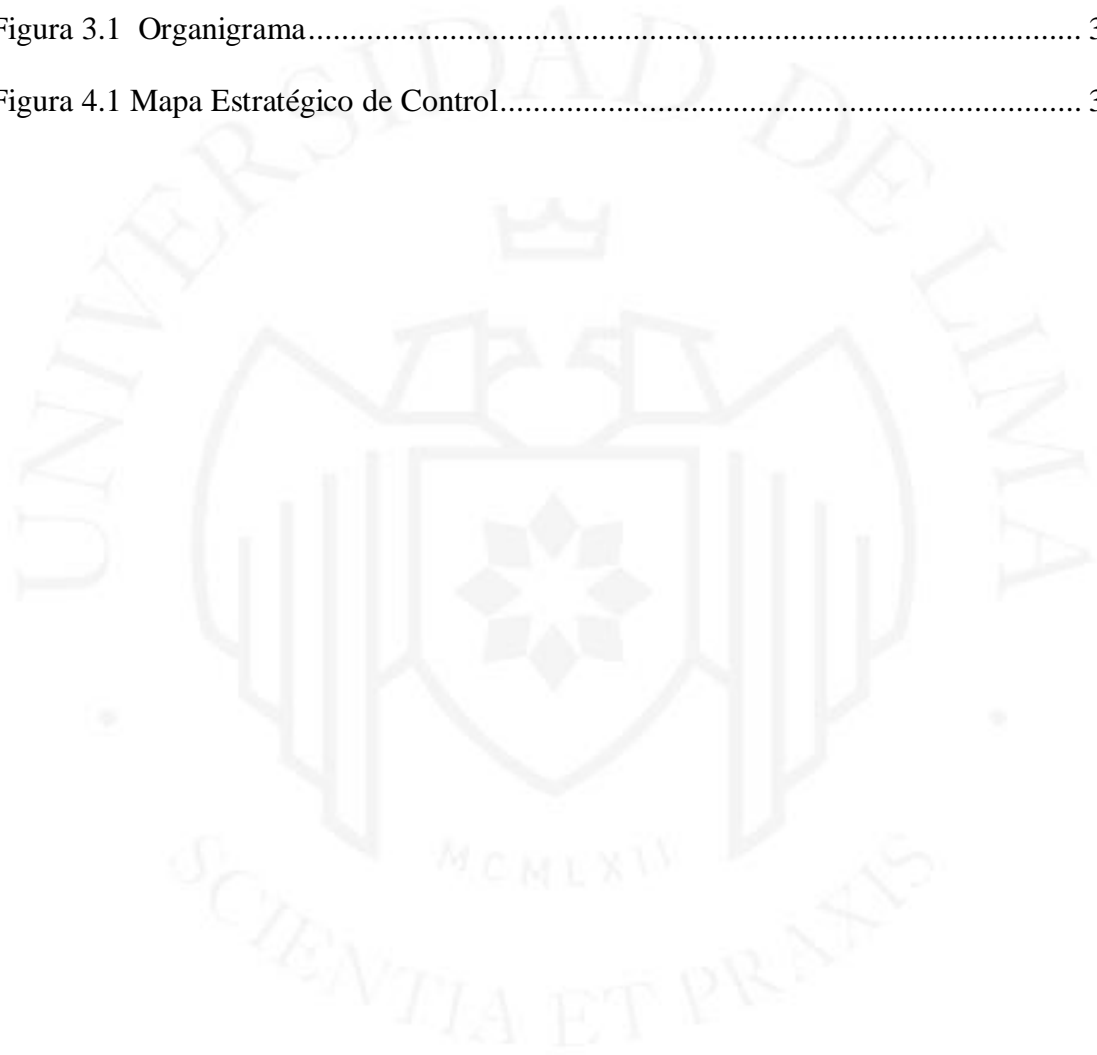 Figura 3.1  Organigrama.......................................................................................... 3
Figura 4.1 Mapa Estratégico de Control.................................................................... 3
UNIVERSIDAD DE LIMA
MCMLXII
SCIENTIA ET PRAXIS